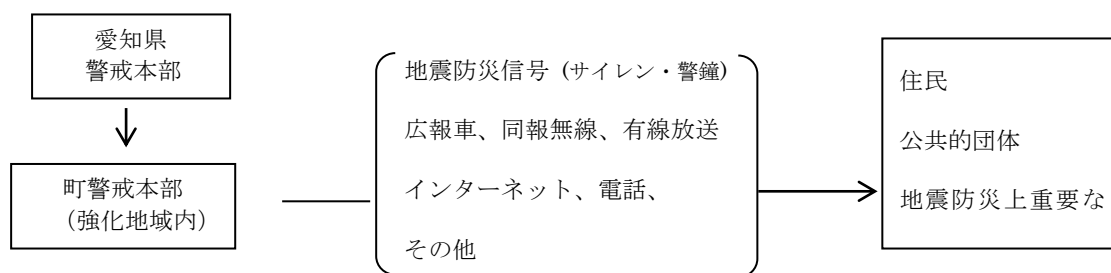 愛知県
警戒本部
町警戒本部
（強化地域内）
地震防災信号（サイレン・警鐘）
広報車、同報無線、有線放送
インターネット、電話、
その他
住民
公共的団体
地震防災上重要な